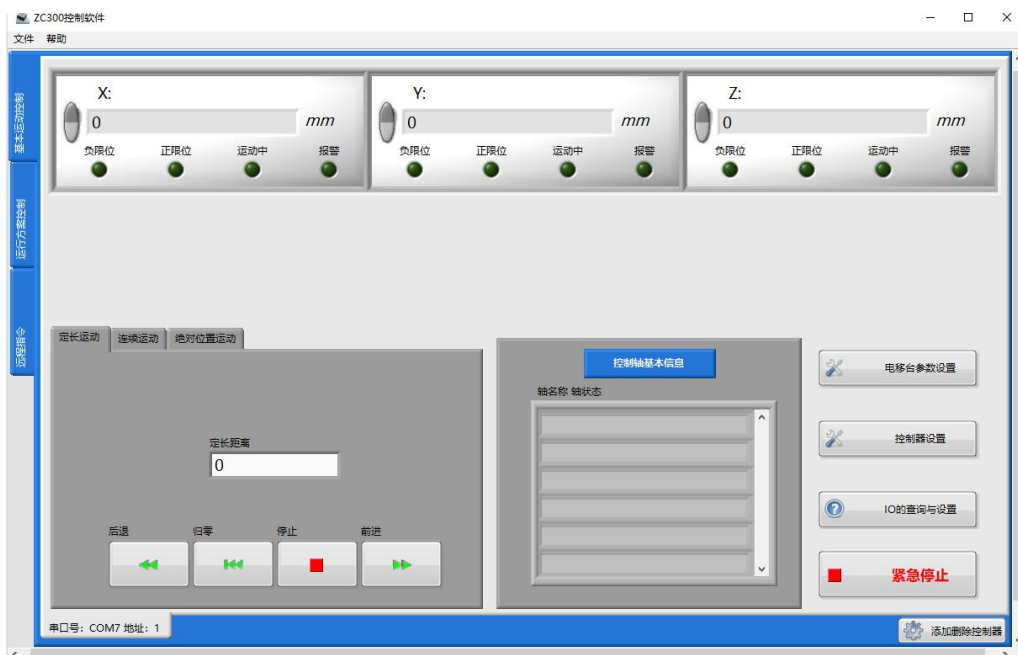 ZC300控制软件
文件 帮助
基本运动控制
运行方案控制
远程指令
X:
0 mm
负限位 正限位 运动中 报警
Y:
0 mm
负限位 正限位 运动中 报警
Z:
0 mm
负限位 正限位 运动中 报警
定长运动 连续运动 绝对位置运动
定长距离
0
后退 归零 停止 前进
控制轴基本信息
轴名称 轴状态
电移台参数设置
控制器设置
IO的查询与设置
紧急停止
串口号：COM7 地址：1
添加删除控制器